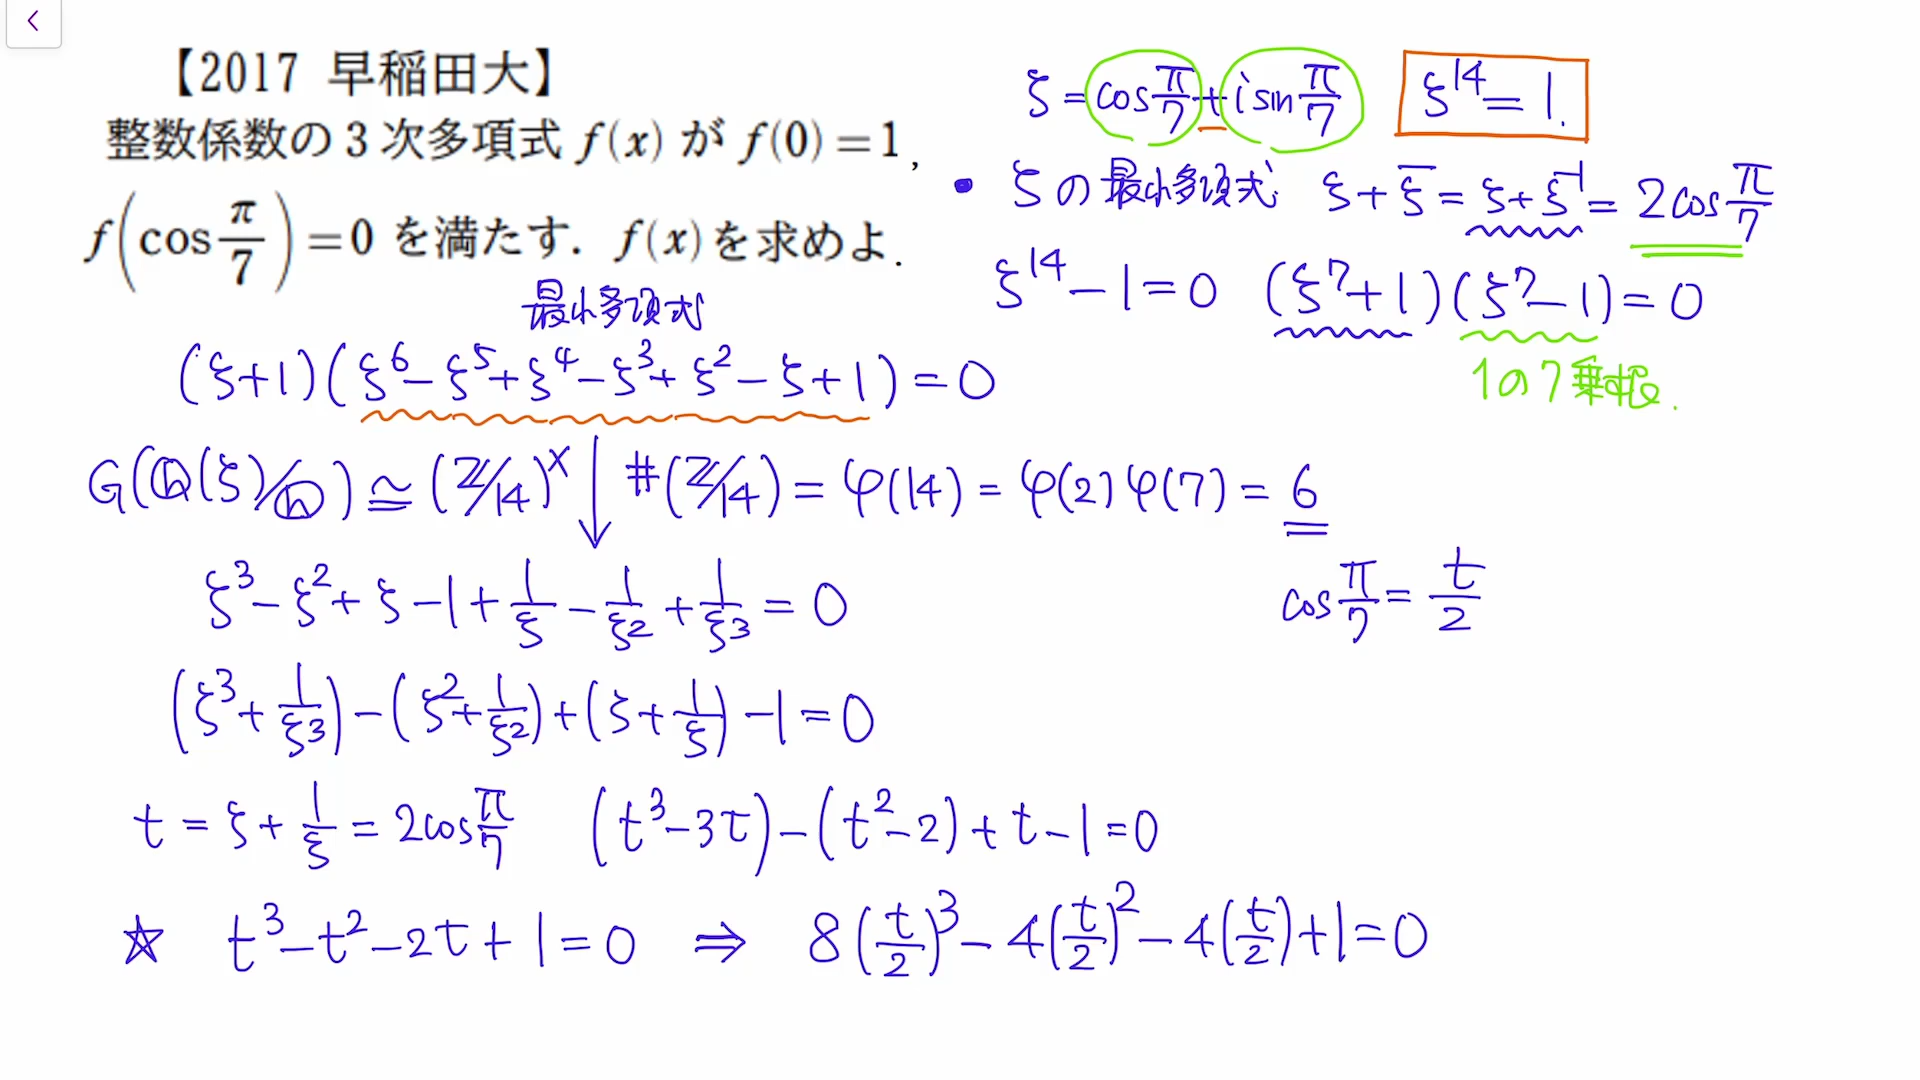 【2017 早稲田大】
整数係数の3次多項式 f(x) が f(0)=1,
f(cos π/7)=0 を満たす. f(x)を求めよ.
最小多項式
ξ = cos π/7 + i sin π/7
ξ^14 = 1.
• ξの最小多項式 ξ + ξ̄ = ξ + ξ^-1 = 2cos π/7
ξ^14 - 1 = 0 (ξ^7+1)(ξ^7-1) = 0
1の7乗根.
(ξ+1)(ξ^6 - ξ^5 + ξ^4 - ξ^3 + ξ^2 - ξ + 1) = 0
G(ℚ(ξ)/ℚ) ≅ (ℤ/14)^× ↓ #(ℤ/14) = φ(14) = φ(2)φ(7) = 6
ξ^3 - ξ^2 + ξ - 1 + 1/ξ - 1/ξ^2 + 1/ξ^3 = 0
cos π/7 = t/2
(ξ^3 + 1/ξ^3) - (ξ^2 + 1/ξ^2) + (ξ + 1/ξ) - 1 = 0
t = ξ + 1/ξ = 2cos π/7 (t^3 - 3t) - (t^2 - 2) + t - 1 = 0
☆ t^3 - t^2 - 2t + 1 = 0 ⇒ 8(t/2)^3 - 4(t/2)^2 - 4(t/2) + 1 = 0